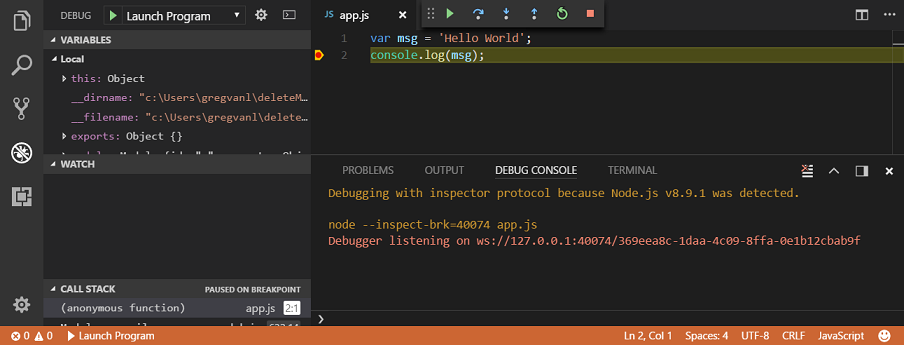 DEBUG Launch Program
VARIABLES
Local
this: Object
__dirname: "c:\Users\gregvanl\deleteM…
__filename: "c:\Users\gregvanl\delete…
exports: Object {}
WATCH
CALL STACK PAUSED ON BREAKPOINT
(anonymous function) app.js 2:1
JS app.js
1 var msg = 'Hello World';
2 console.log(msg);
PROBLEMS OUTPUT DEBUG CONSOLE TERMINAL
Debugging with inspector protocol because Node.js v8.9.1 was detected.
node --inspect-brk=40074 app.js
Debugger listening on ws://127.0.0.1:40074/369eea8c-1daa-4c09-8ffa-0e1b12cbab9f
0 0 Launch Program Ln 2, Col 1 Spaces: 4 UTF-8 CRLF JavaScript